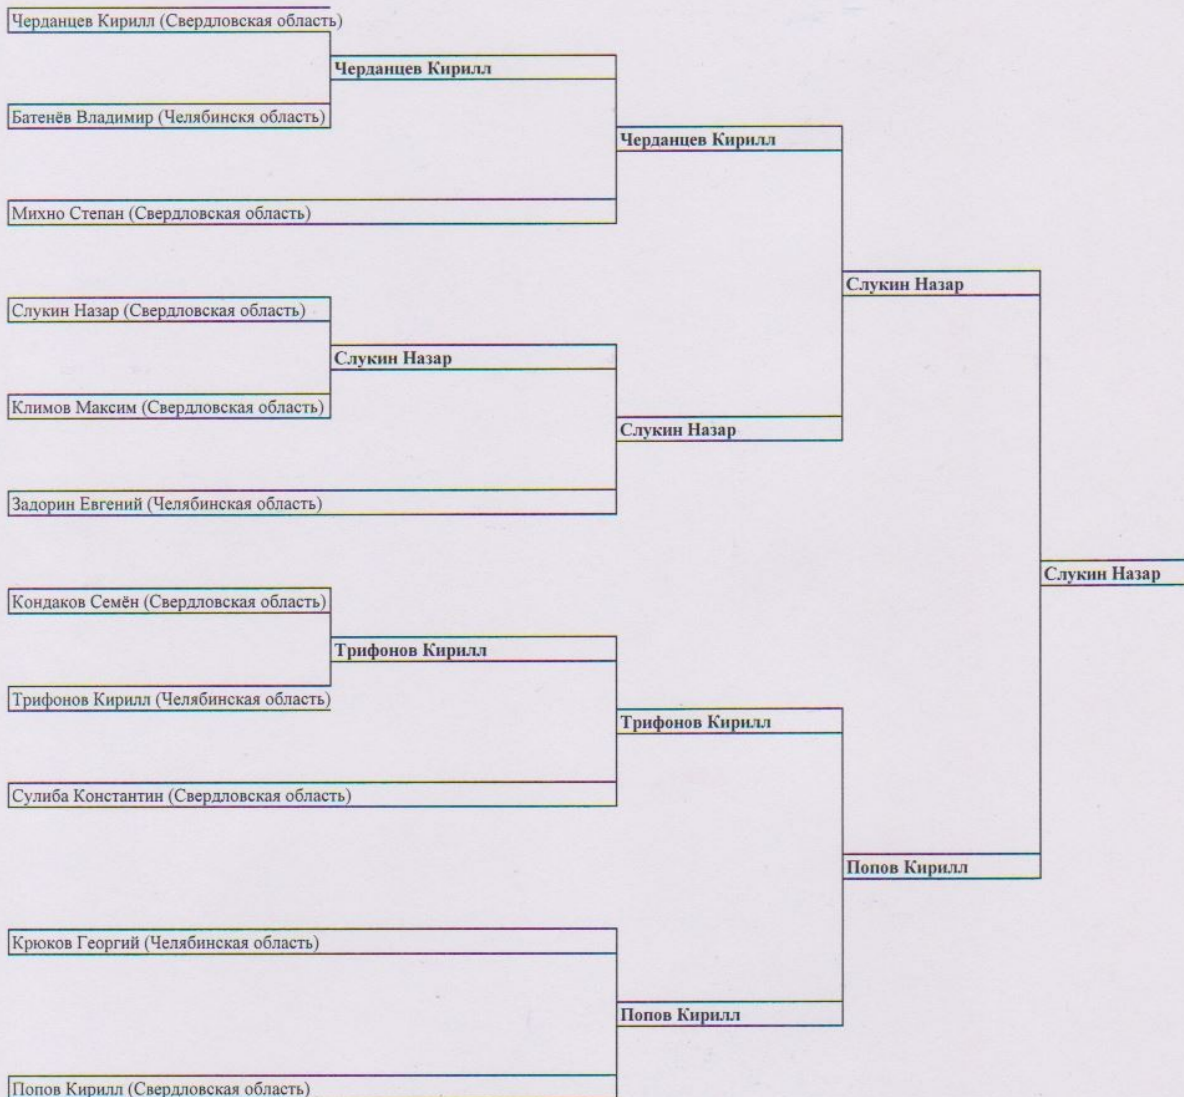 Черданцев Кирилл (Свердловская область)
Черданцев Кирилл
Батенёв Владимир (Челябинскя область)
Черданцев Кирилл
Михно Степан (Свердловская область)
Слукин Назар
Слукин Назар (Свердловская область)
Слукин Назар
Климов Максим (Свердловская область)
Слукин Назар
Задорин Евгений (Челябинская область)
Слукин Назар
Кондаков Семён (Свердловская область)
Трифонов Кирилл
Трифонов Кирилл (Челябинская область)
Трифонов Кирилл
Сулиба Константин (Свердловская область)
Попов Кирилл
Крюков Георгий (Челябинская область)
Попов Кирилл
Попов Кирилл (Свердловская область)